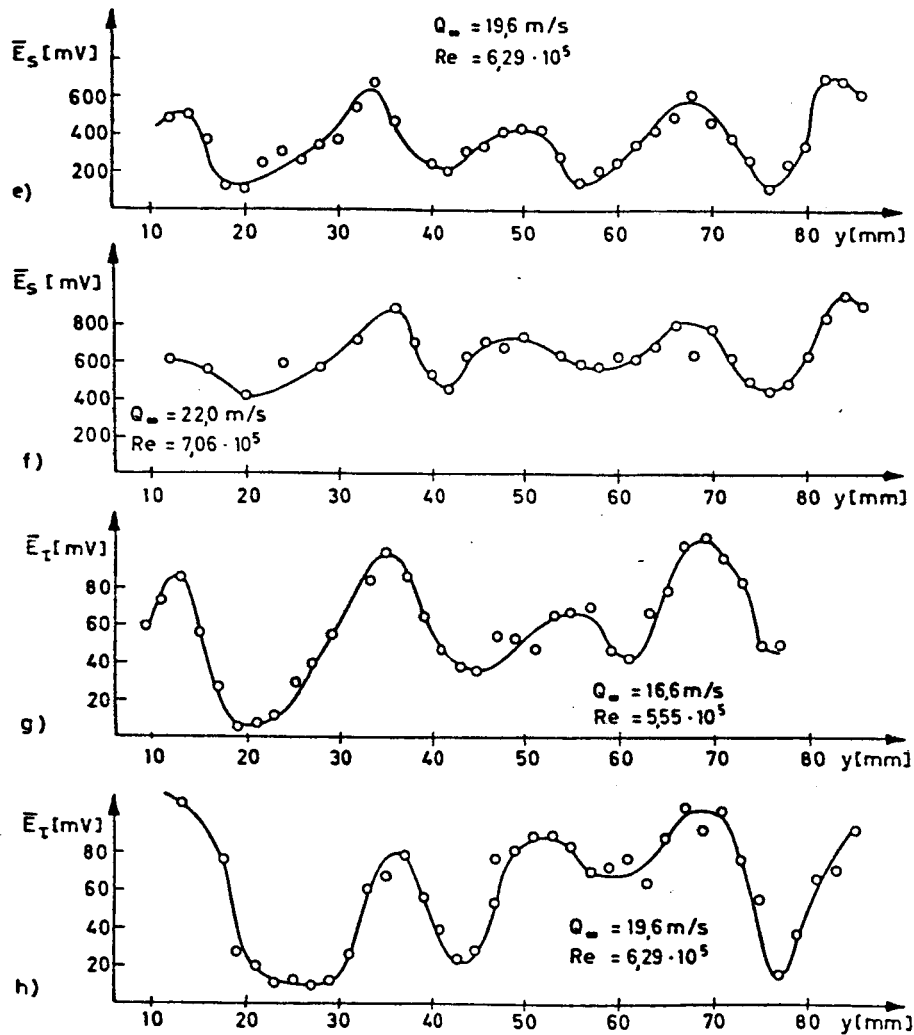 Q∞ = 19,6 m/s
Re = 6,29 · 10⁵
E̅s [mV]
600
400
200
e)
10 20 30 40 50 60 70 80 y[mm]
E̅s [mV]
800
600
400
200
Q∞ = 22,0 m/s
Re = 7,06 · 10⁵
f)
10 20 30 40 50 60 70 80 y[mm]
E̅τ [mV]
80
60
40
20
Q∞ = 16,6 m/s
Re = 5,55 · 10⁵
g)
10 20 30 40 50 60 70 80 y[mm]
E̅τ [mV]
80
60
40
20
Q∞ = 19,6 m/s
Re = 6,29 · 10⁵
h)
10 20 30 40 50 60 70 80 y[mm]